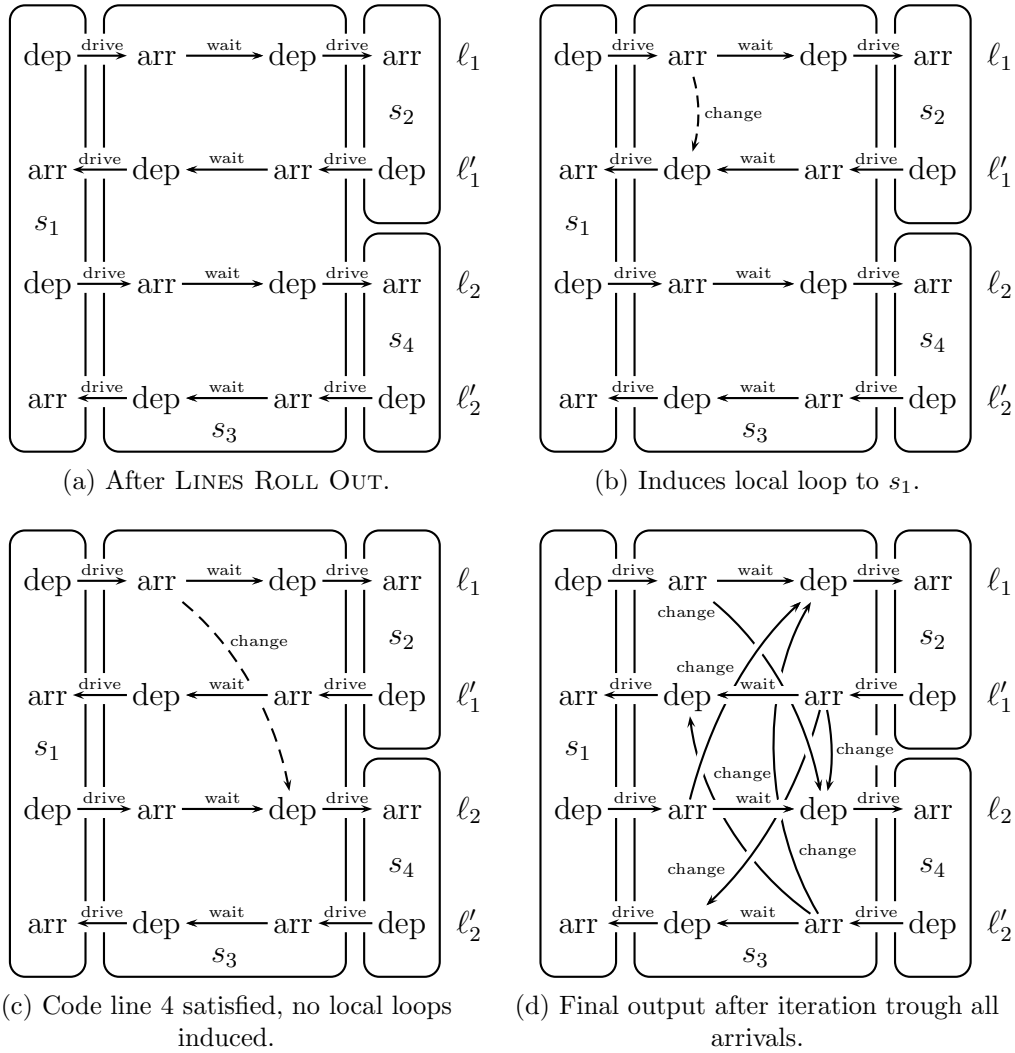 dep drive arr wait dep drive arr ℓ₁
s₂
arr drive dep wait arr drive dep ℓ′₁
s₁
dep drive arr wait dep drive arr ℓ₂
s₄
arr drive dep wait arr drive dep ℓ′₂
s₃
(a) After LINES ROLL OUT.
dep drive arr wait dep drive arr ℓ₁
change s₂
arr drive dep wait arr drive dep ℓ′₁
s₁
dep drive arr wait dep drive arr ℓ₂
s₄
arr drive dep wait arr drive dep ℓ′₂
s₃
(b) Induces local loop to s₁.
dep drive arr wait dep drive arr ℓ₁
change s₂
arr drive dep wait arr drive dep ℓ′₁
s₁
dep drive arr wait dep drive arr ℓ₂
s₄
arr drive dep wait arr drive dep ℓ′₂
s₃
(c) Code line 4 satisfied, no local loops
induced.
dep drive arr wait dep drive arr ℓ₁
change
s₂
change
arr drive dep wait arr drive dep ℓ′₁
s₁ change
change
dep drive arr wait dep drive arr ℓ₂
change
s₄
change
arr drive dep wait arr drive dep ℓ′₂
s₃
(d) Final output after iteration trough all
arrivals.